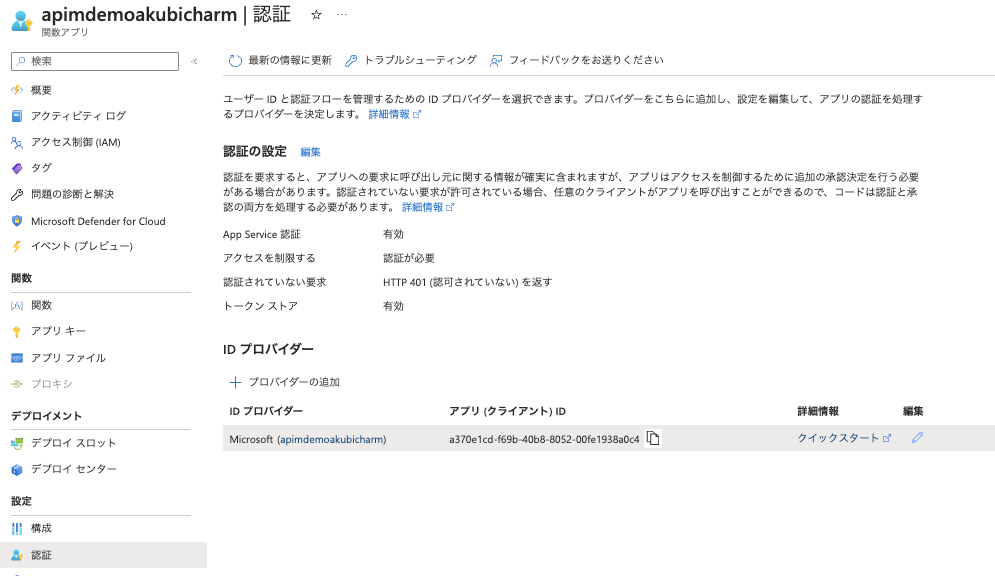 apimdemoakubicharm | 認証 ☆ …
関数アプリ
検索 «
概要
アクティビティ ログ
アクセス制御 (IAM)
タグ
問題の診断と解決
Microsoft Defender for Cloud
イベント (プレビュー)
関数
関数
アプリ キー
アプリ ファイル
プロキシ
デプロイメント
デプロイ スロット
デプロイ センター
設定
構成
認証
最新の情報に更新 トラブルシューティング フィードバックをお送りください
ユーザー ID と認証フローを管理するための ID プロバイダーを選択できます。プロバイダーをこちらに追加し、設定を編集して、アプリの認証を処理す
るプロバイダーを決定します。 詳細情報
認証の設定 編集
認証を要求すると、アプリへの要求に呼び出し元に関する情報が確実に含まれますが、アプリはアクセスを制御するために追加の承認決定を行う必要
がある場合があります。認証されていない要求が許可されている場合、任意のクライアントがアプリを呼び出すことができるので、コードは認証と承
認の両方を処理する必要があります。 詳細情報
App Service 認証 有効
アクセスを制限する 認証が必要
認証されていない要求 HTTP 401 (認可されていない) を返す
トークン ストア 有効
ID プロバイダー
＋ プロバイダーの追加
ID プロバイダー アプリ (クライアント) ID 詳細情報 編集
Microsoft (apimdemoakubicharm) a370e1cd-f69b-40b8-8052-00fe1938a0c4 クイックスタート